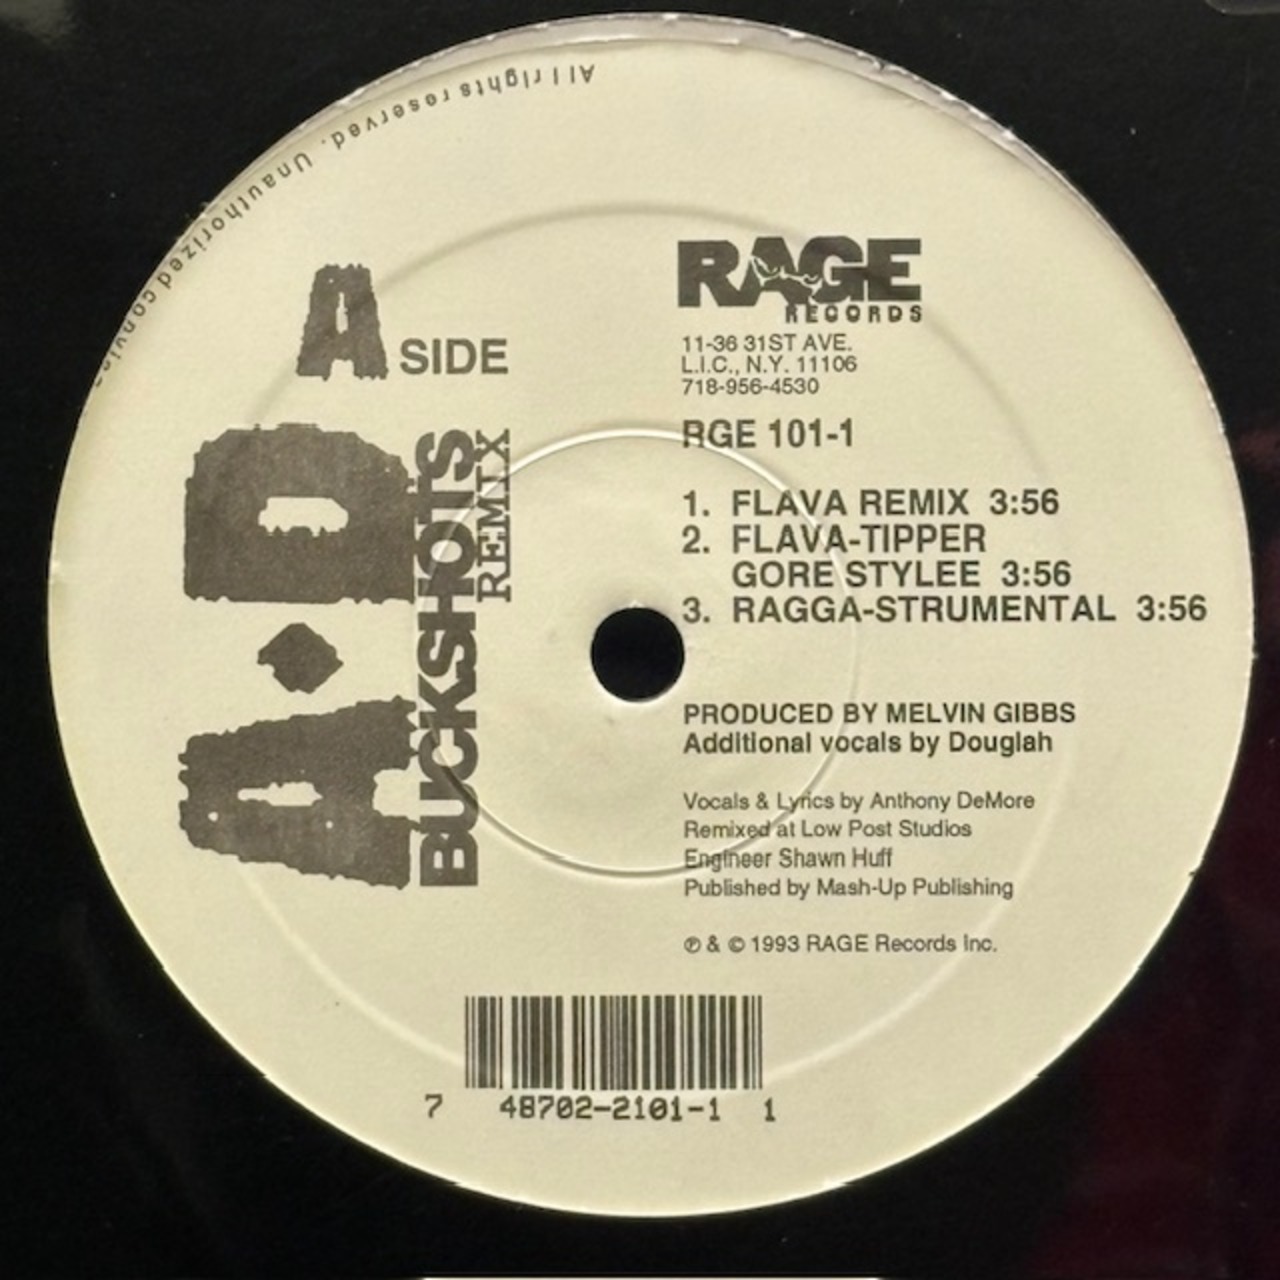 All rights reserved. Unauthorized copying
A SIDE
A·D
BUCKSHOTS
REMIX
RAGE
RECORDS
11-36 31ST AVE.
L.I.C., N.Y. 11106
718-956-4530
RGE 101-1
1. FLAVA REMIX 3:56
2. FLAVA-TIPPER
GORE STYLEE 3:56
3. RAGGA-STRUMENTAL 3:56
PRODUCED BY MELVIN GIBBS
Additional vocals by Douglah
Vocals & Lyrics by Anthony DeMore
Remixed at Low Post Studios
Engineer Shawn Huff
Published by Mash-Up Publishing
℗ & © 1993 RAGE Records Inc.
7 48702-2101-1 1